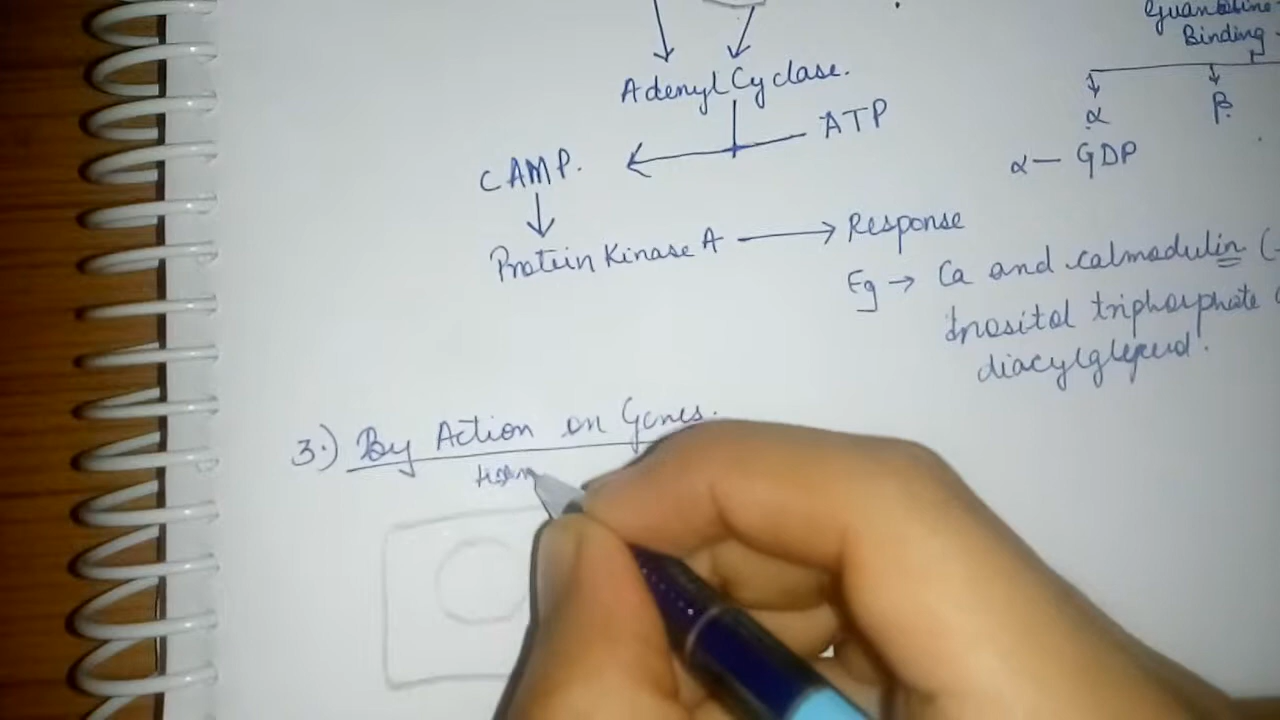 Adenyl Cyclase.
ATP
CAMP.
Protein Kinase A → Response
Eg → Ca and calmodulin (
Inositol triphosphate
diacylglycerol.
Binding
α
β
α — GDP
3.) By Action on Genes.